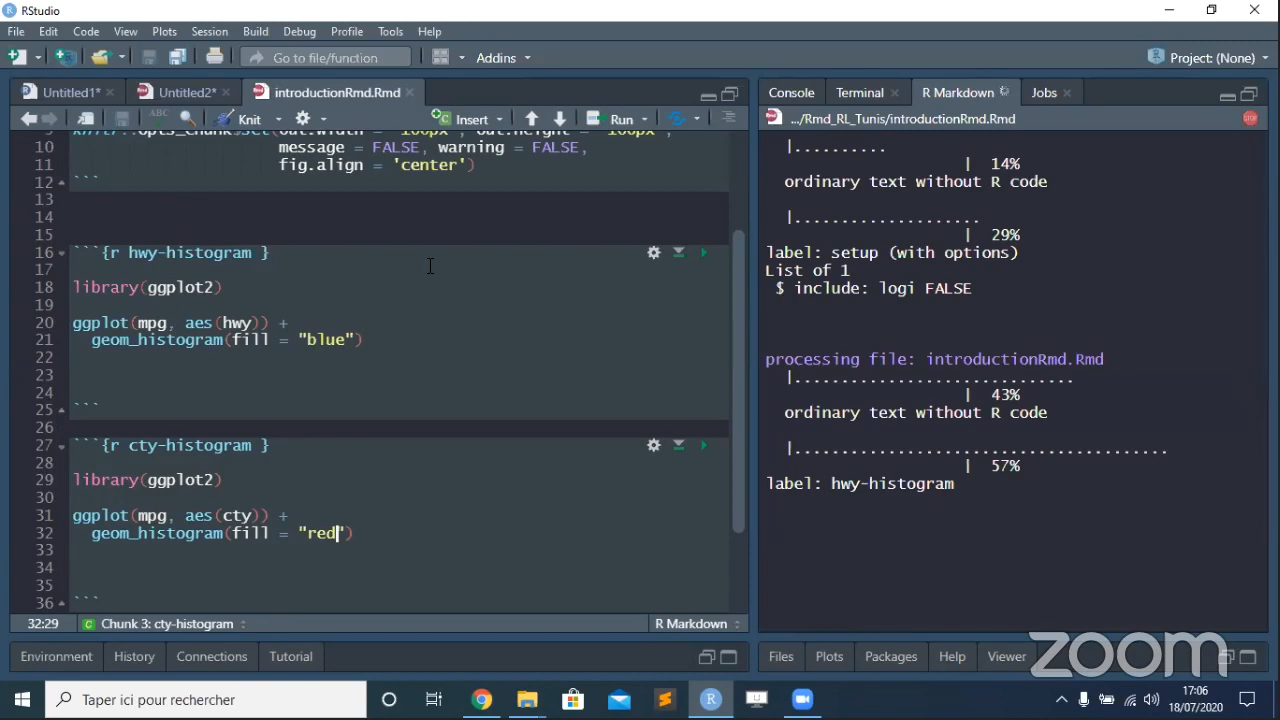 RStudio
File Edit Code View Plots Session Build Debug Profile Tools Help
Go to file/function Addins Project: (None)
Untitled1* Untitled2* introductionRmd.Rmd
Knit Insert Run
10 message = FALSE, warning = FALSE,
11 fig.align = 'center')
12 ```
13
14
15
16 ```{r hwy-histogram }
17
18 library(ggplot2)
19
20 ggplot(mpg, aes(hwy)) +
21 geom_histogram(fill = "blue")
22
23
24
25 ```
26
27 ```{r cty-histogram }
28
29 library(ggplot2)
30
31 ggplot(mpg, aes(cty)) +
32 geom_histogram(fill = "red")
33
34
35
36 ```
32:29 Chunk 3: cty-histogram R Markdown
Environment History Connections Tutorial
Console Terminal R Markdown Jobs
.../Rmd_RL_Tunis/introductionRmd.Rmd
|..........
| 14%
ordinary text without R code
|....................
| 29%
label: setup (with options)
List of 1
$ include: logi FALSE
processing file: introductionRmd.Rmd
|..............................
| 43%
ordinary text without R code
|........................................
| 57%
label: hwy-histogram
Files Plots Packages Help Viewer
zoom
Taper ici pour rechercher
17:06
18/07/2020